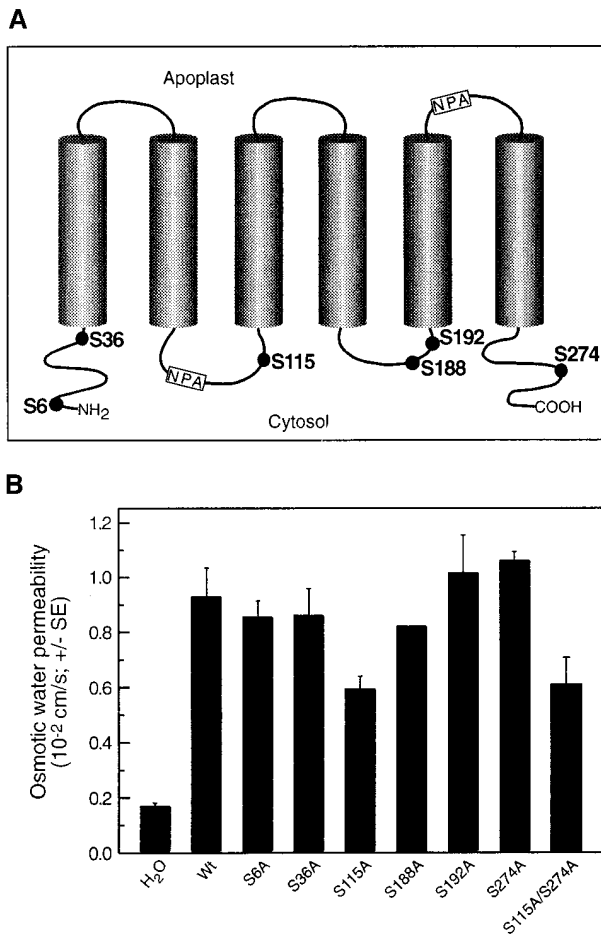 A
Apoplast
NPA
S36
S115
S192
S188
S274
NPA
S6
NH₂
COOH
Cytosol
B
Osmotic water permeability
(10⁻² cm/s; +/- SE)
1.2
1.0
0.8
0.6
0.4
0.2
0.0
H₂O
Wt
S6A
S36A
S115A
S188A
S192A
S274A
S115A/S274A